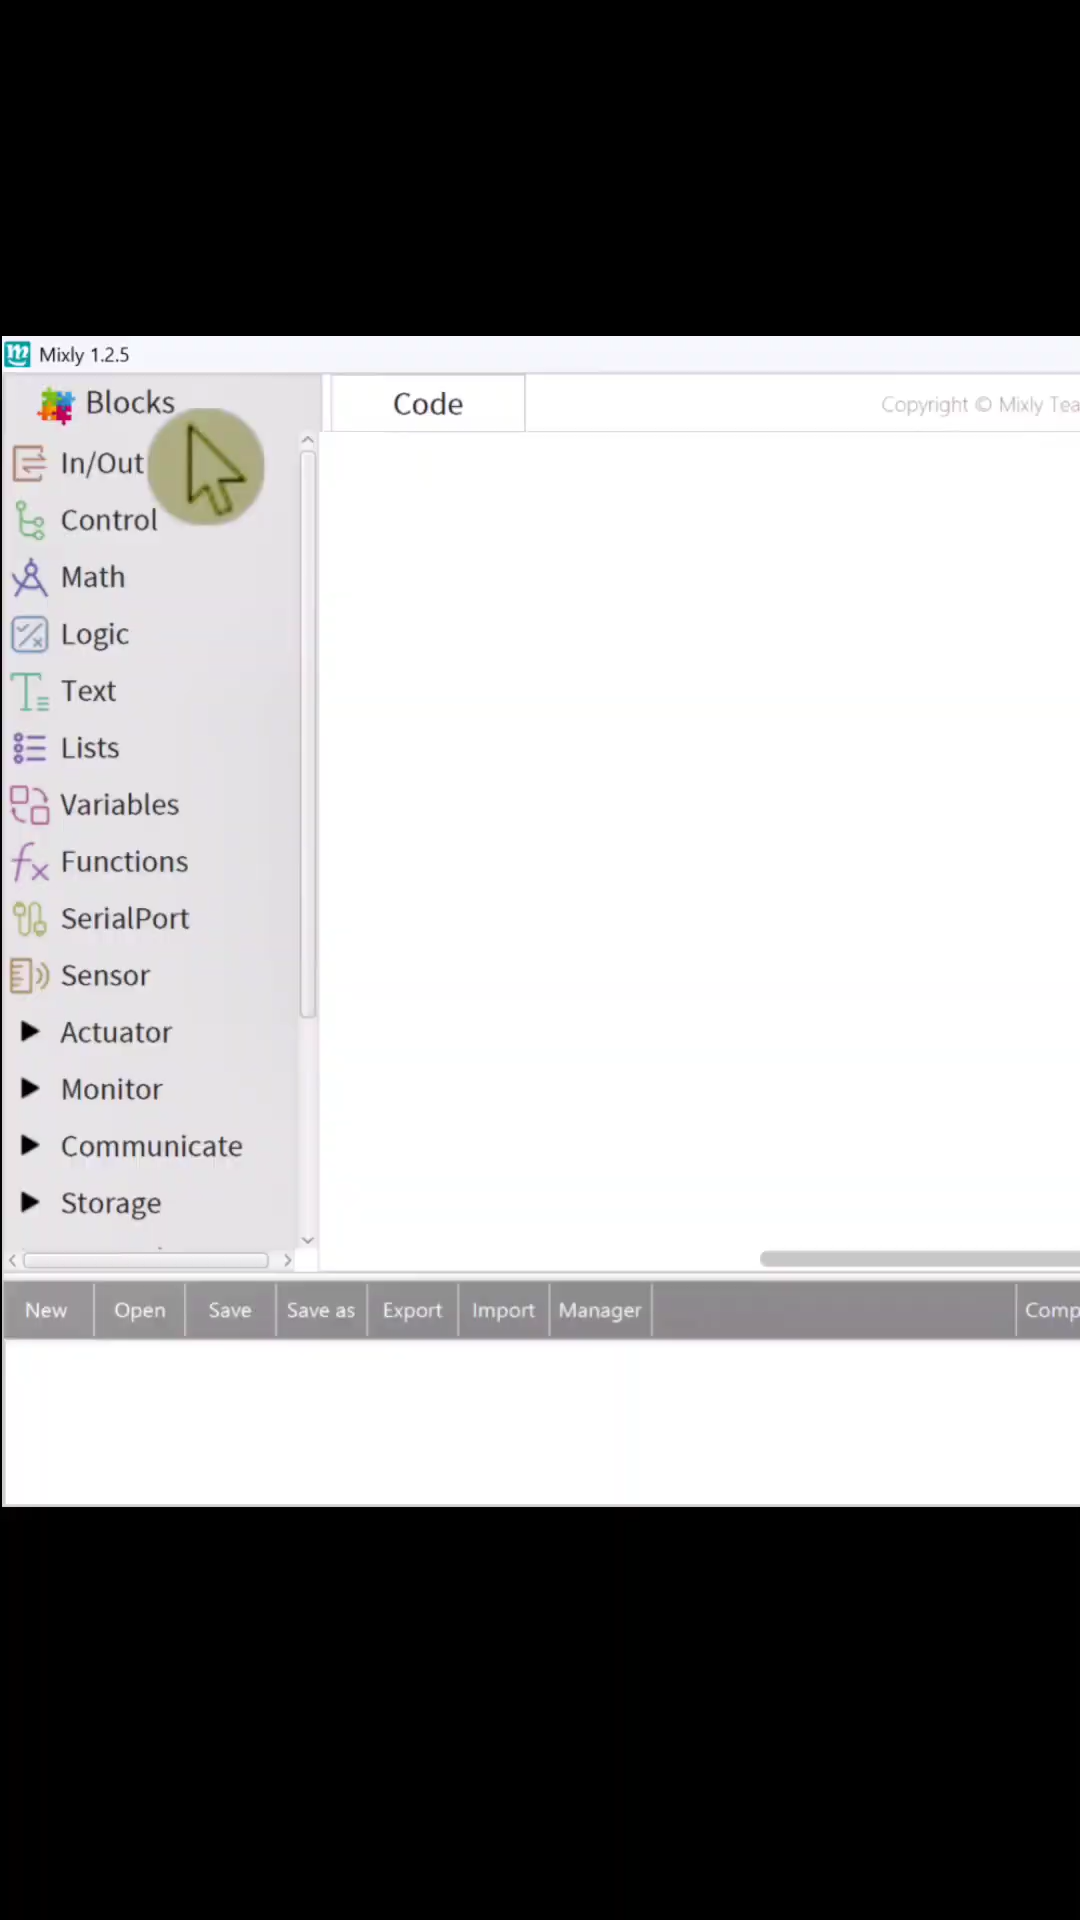 Mixly 1.2.5
Blocks
Code
Copyright © Mixly Tea
In/Out
Control
Math
Logic
Text
Lists
Variables
Functions
SerialPort
Sensor
Actuator
Monitor
Communicate
Storage
New Open Save Save as Export Import Manager Comp